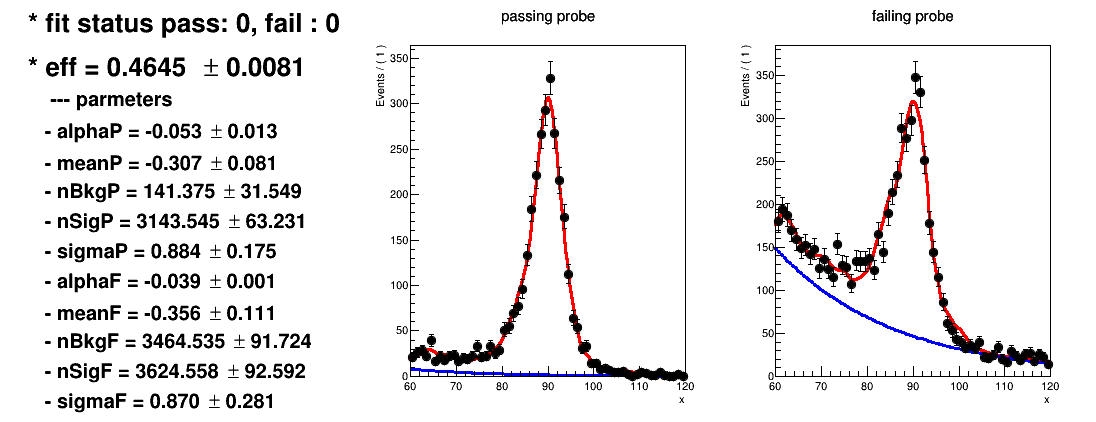 * fit status pass: 0, fail : 0
* eff = 0.4645 ± 0.0081
--- parmeters
- alphaP = -0.053 ± 0.013
- meanP = -0.307 ± 0.081
- nBkgP = 141.375 ± 31.549
- nSigP = 3143.545 ± 63.231
- sigmaP = 0.884 ± 0.175
- alphaF = -0.039 ± 0.001
- meanF = -0.356 ± 0.111
- nBkgF = 3464.535 ± 91.724
- nSigF = 3624.558 ± 92.592
- sigmaF = 0.870 ± 0.281
passing probe
Events / ( 1 )
350
300
250
200
150
100
50
0
60 70 80 90 100 110 120
x
failing probe
Events / ( 1 )
350
300
250
200
150
100
50
0
60 70 80 90 100 110 120
x